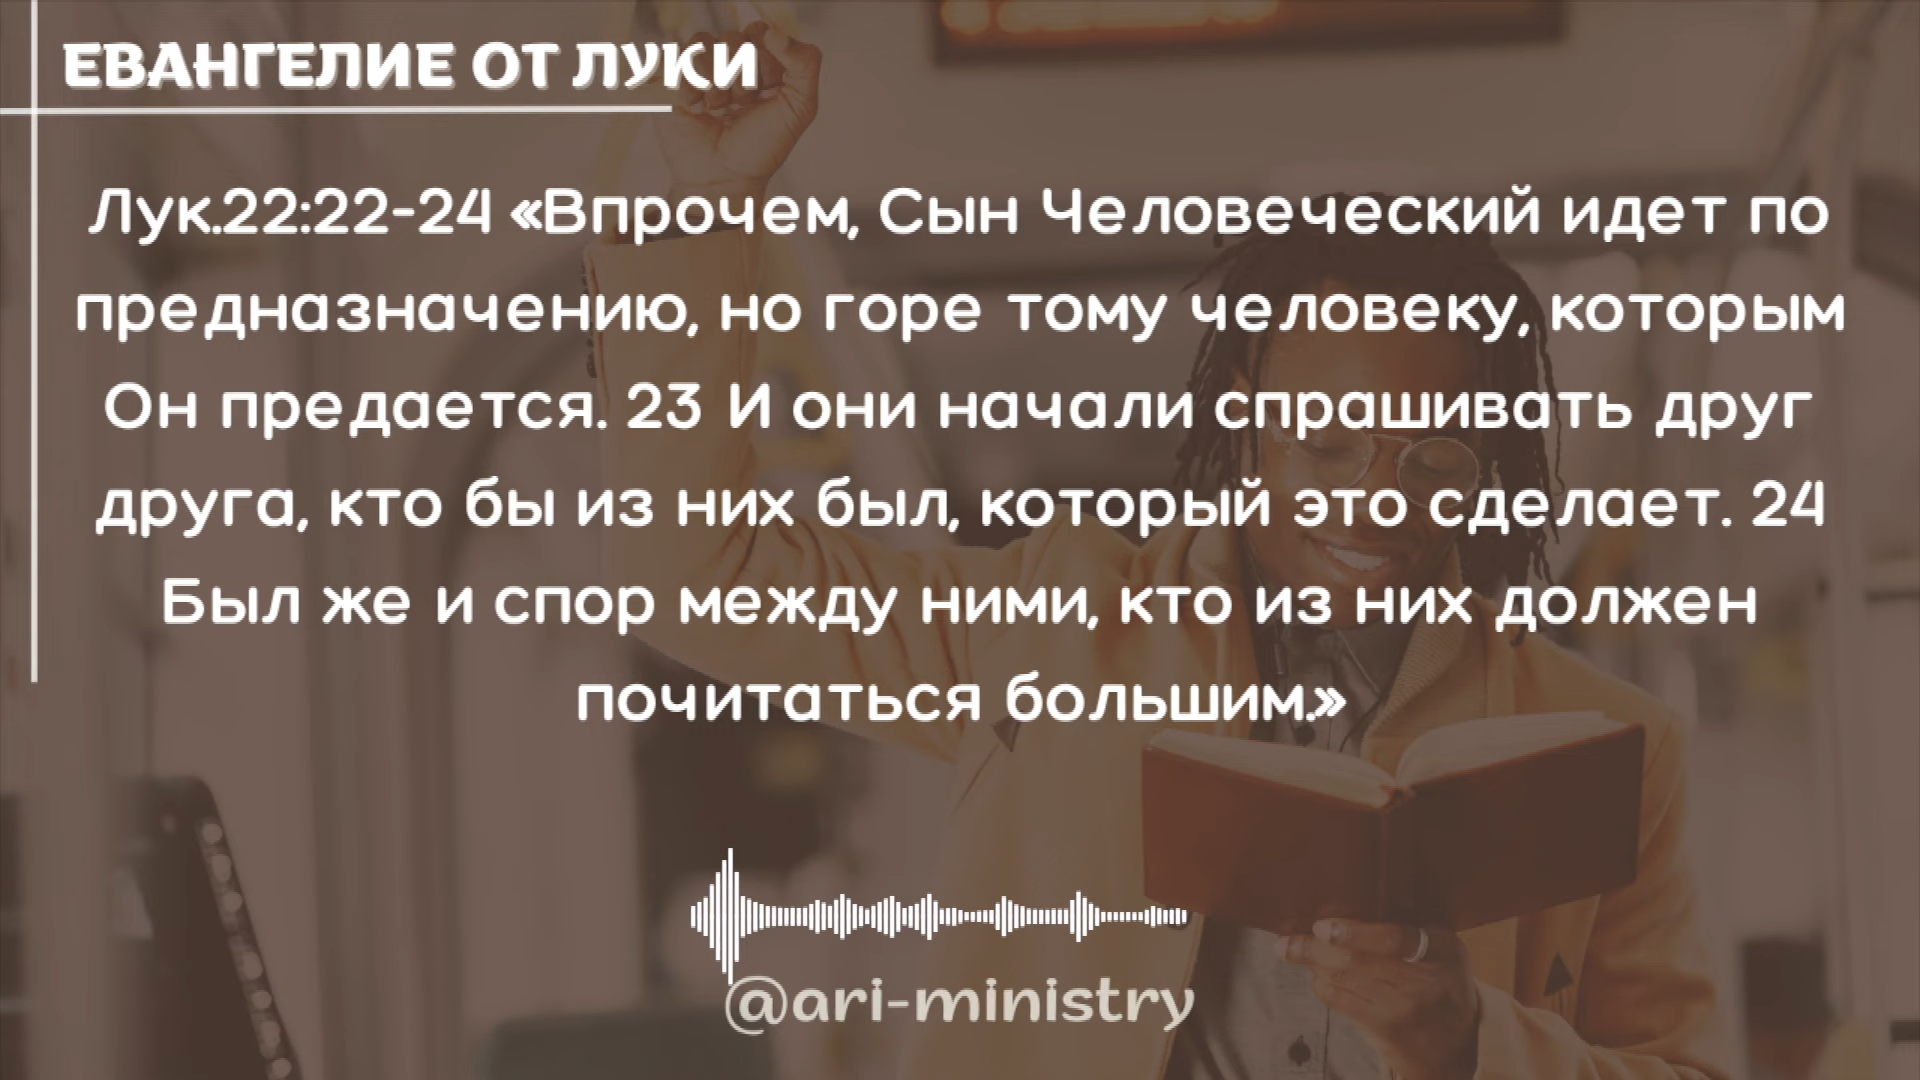 ЕВАНГЕЛИЕ ОТ ЛУКИ
Лук.22:22-24 «Впрочем, Сын Человеческий идет по
предназначению, но горе тому человеку, которым
Он предается. 23 И они начали спрашивать друг
друга, кто бы из них был, который это сделает. 24
Был же и спор между ними, кто из них должен
почитаться большим.»
@ari-ministry